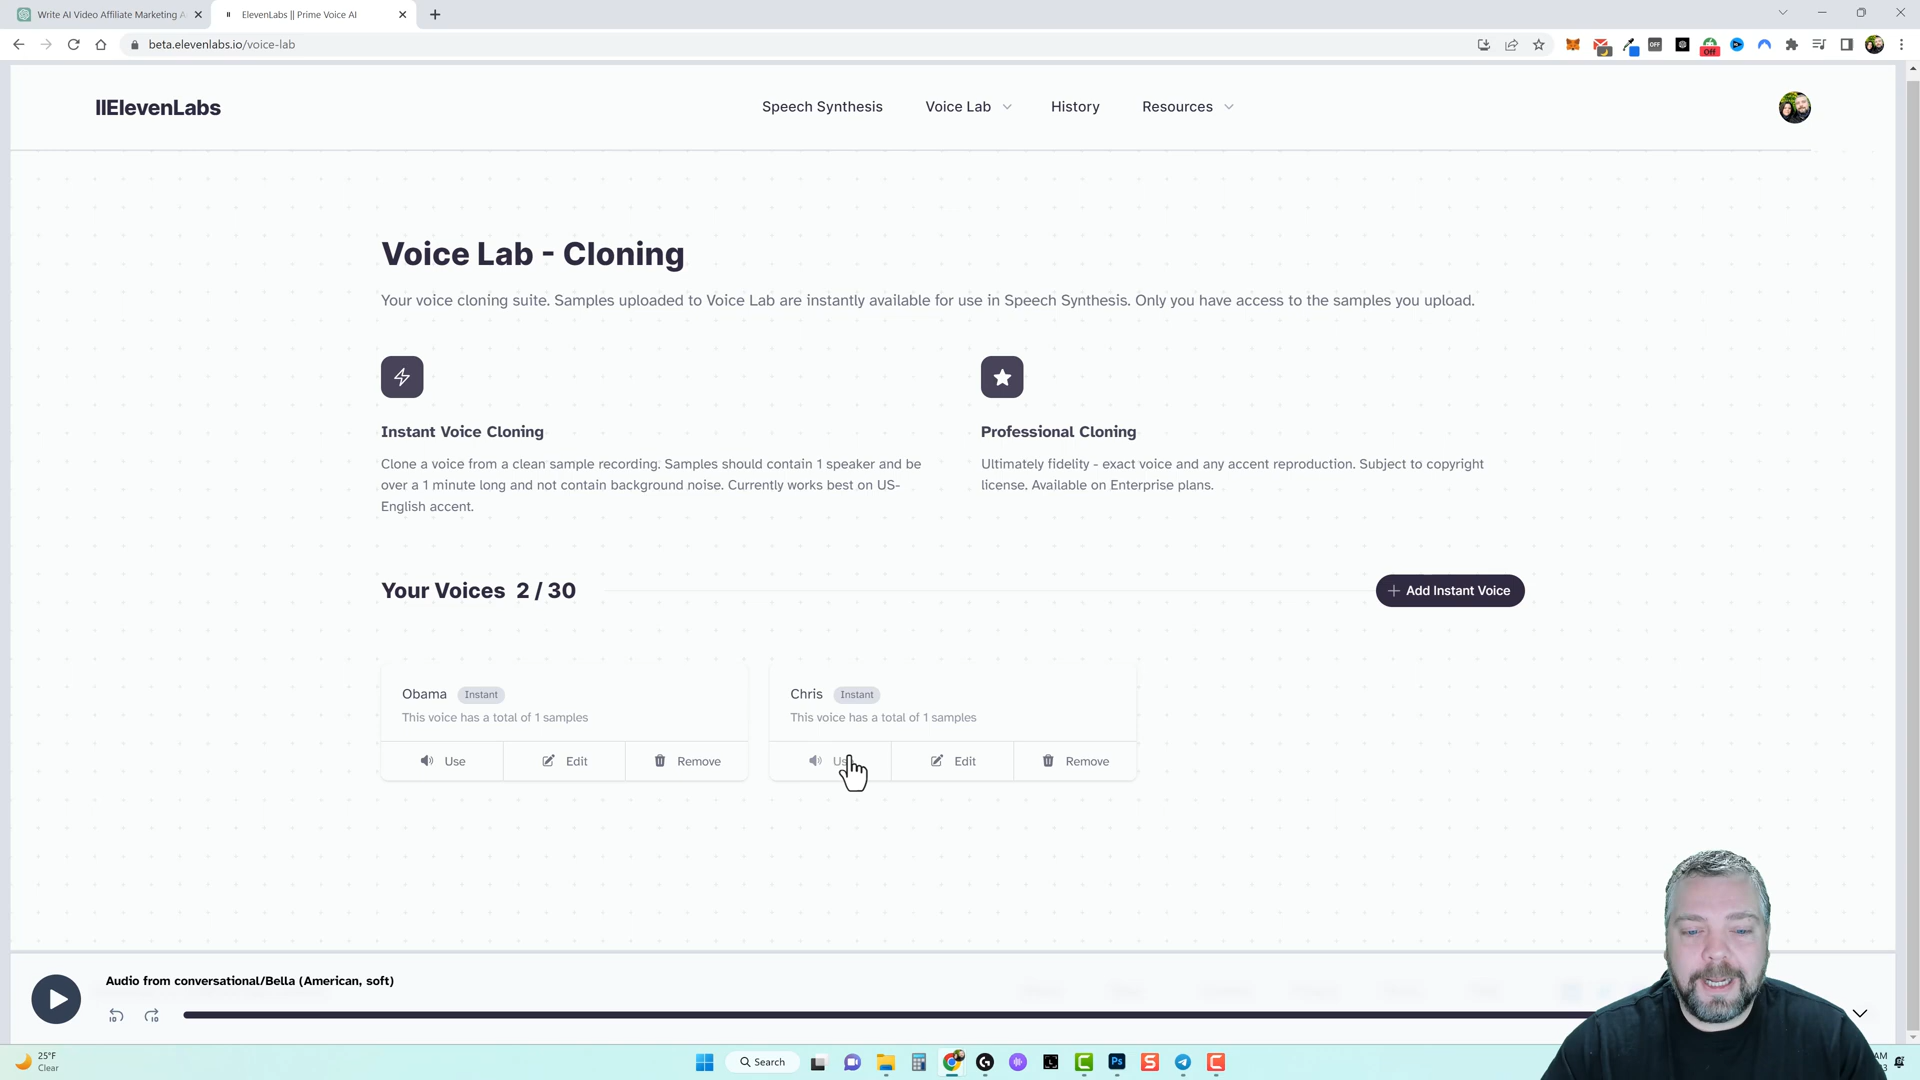 Write AI Video Affiliate Marketing A
ElevenLabs || Prime Voice AI
beta.elevenlabs.io/voice-lab
OFF
Off
IIElevenLabs
Speech Synthesis
Voice Lab
History
Resources
Voice Lab - Cloning
Your voice cloning suite. Samples uploaded to Voice Lab are instantly available for use in Speech Synthesis. Only you have access to the samples you upload.
Instant Voice Cloning
Clone a voice from a clean sample recording. Samples should contain 1 speaker and be
over a 1 minute long and not contain background noise. Currently works best on US-
English accent.
Professional Cloning
Ultimately fidelity - exact voice and any accent reproduction. Subject to copyright
license. Available on Enterprise plans.
Your Voices 2 / 30
+ Add Instant Voice
Obama Instant
This voice has a total of 1 samples
Use
Edit
Remove
Chris Instant
This voice has a total of 1 samples
Edit
Remove
Audio from conversational/Bella (American, soft)
10
10
25°F
Clear
Search